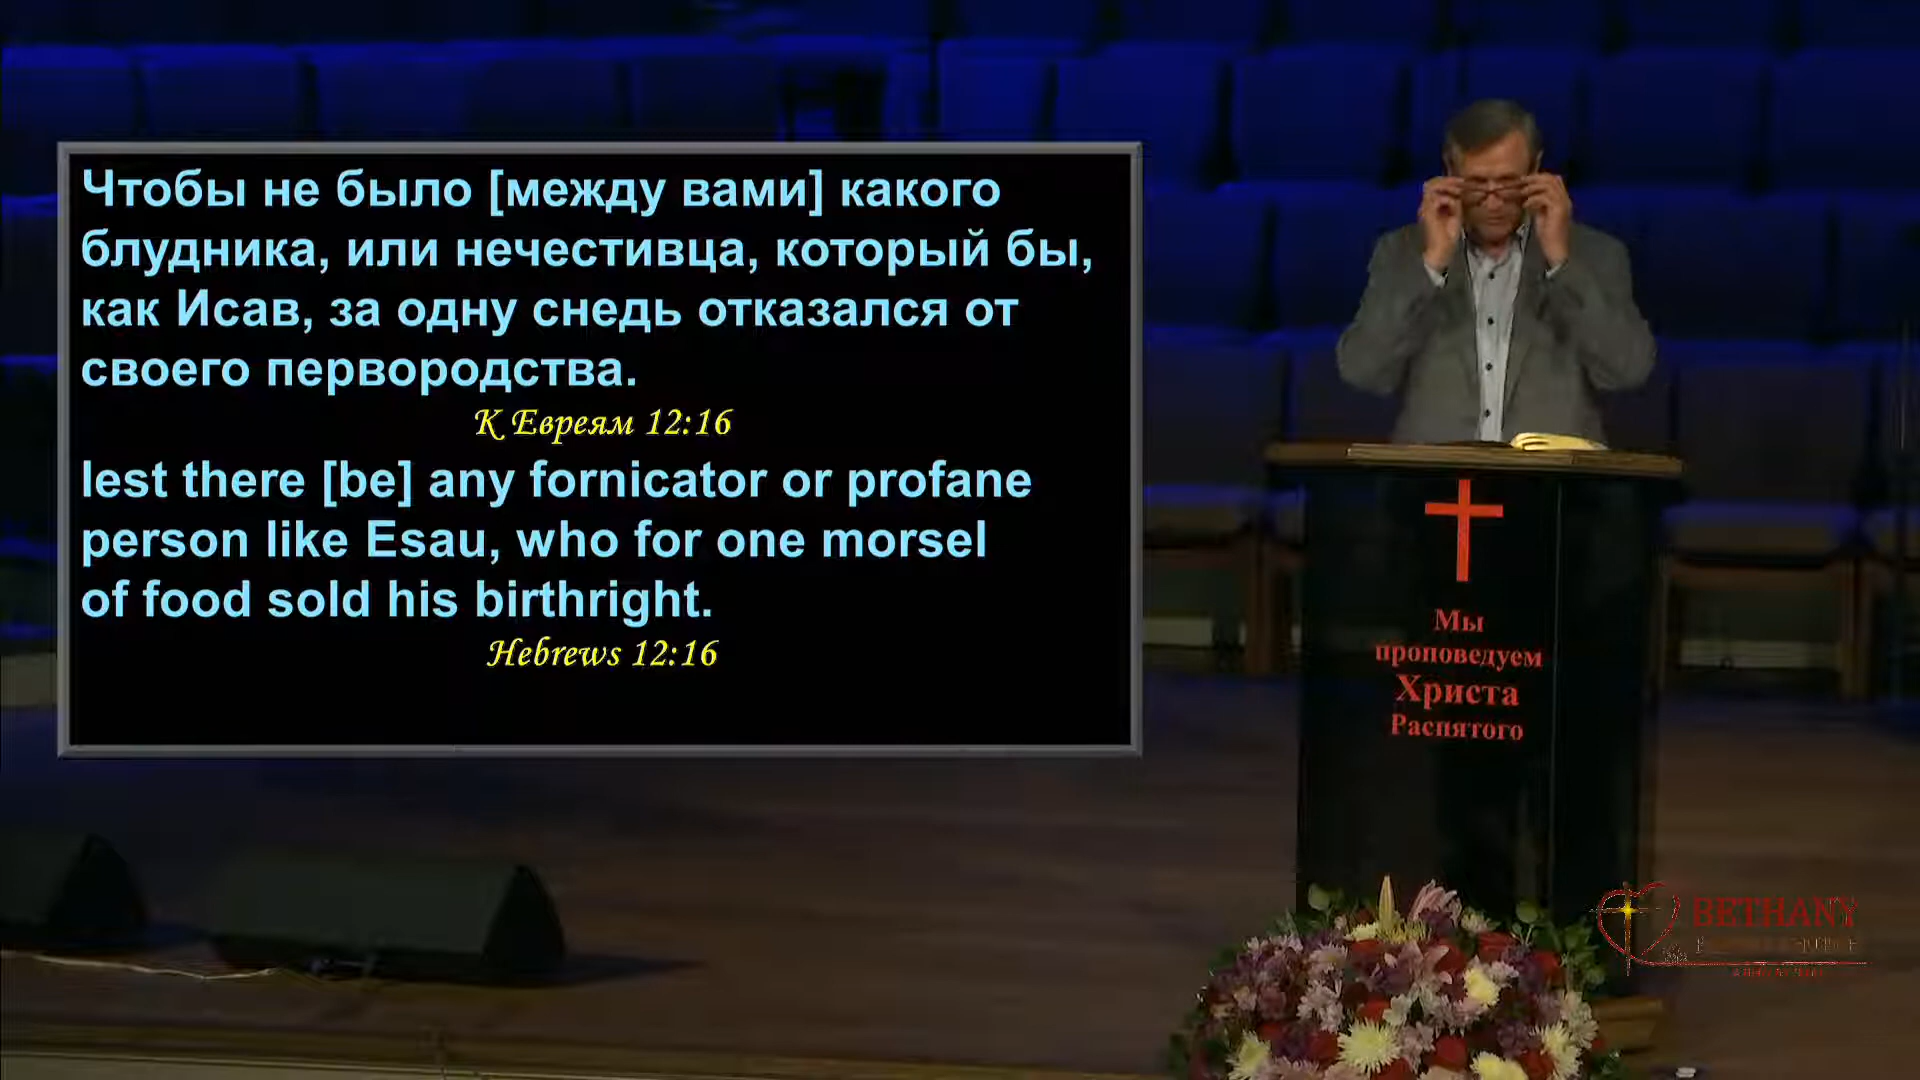 Чтобы не было [между вами] какого
блудника, или нечестивца, который бы,
как Исав, за одну снедь отказался от
своего первородства.
К Евреям 12:16
lest there [be] any fornicator or profane
person like Esau, who for one morsel
of food sold his birthright.
Hebrews 12:16
Мы
проповедуем
Христа
Распятого
BETHANY